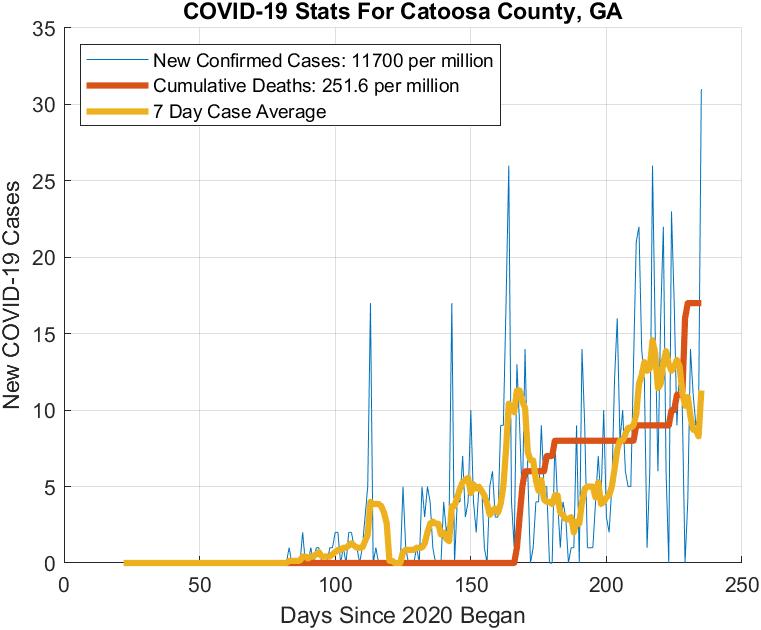 COVID-19 Stats For Catoosa County, GA
New Confirmed Cases: 11700 per million
Cumulative Deaths: 251.6 per million
7 Day Case Average
New COVID-19 Cases
35
30
25
20
15
10
5
0
0 50 100 150 200 250
Days Since 2020 Began